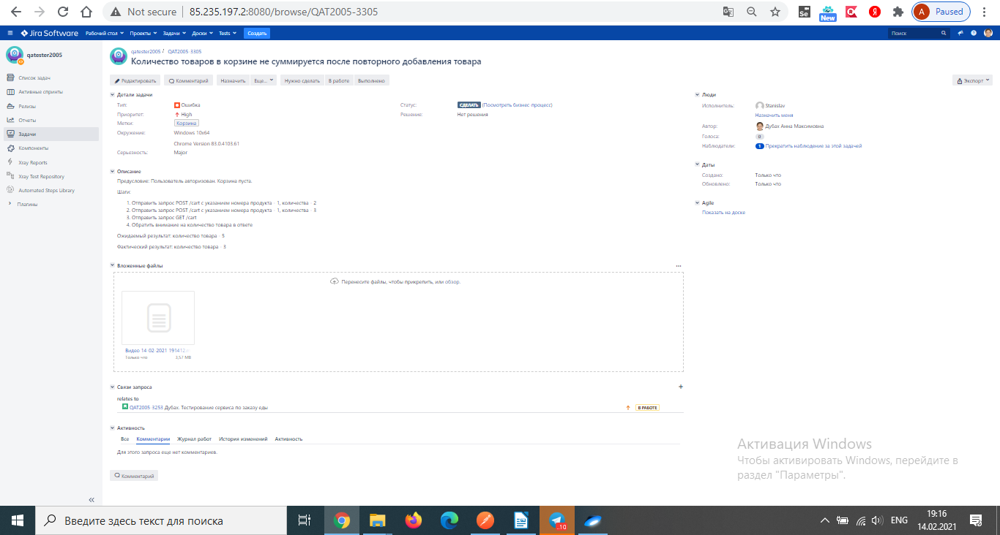 Not secure
85.235.197.2:8080/browse/QAT2005-3305
Se
New
Я
A Paused
Jira Software Рабочий стол Проекты Задачи Доски Tests Создать Поиск
qatester2005
Список задач
Активные спринты
Релизы
Отчеты
Задачи
Компоненты
Xray Reports
Xray Test Repository
Automated Steps Library
Плагины
qatester2005 / QAT2005-3305
Количество товаров в корзине не суммируется после повторного добавления товара
Редактировать Комментарий Назначить Еще... Нужно сделать В работе Выполнено Экспорт
Детали задачи
Тип: Ошибка
Приоритет: High
Метки: Корзина
Окружение: Windows 10x64
Chrome Version 83.0.4103.61
Серьезность: Major
Статус: СДЕЛАТЬ (Посмотреть бизнес-процесс)
Решение: Нет решения
Описание
Предусловие: Пользователь авторизован. Корзина пуста.
Шаги:
1. Отправить запрос POST /cart с указанием номера продукта - 1, количества - 2
2. Отправить запрос POST /cart с указанием номера продукта - 1, количества - 3
3. Отправить запрос GET /cart
4. Обратить внимание на количество товара в ответе
Ожидаемый результат: количество товара - 5
Фактический результат: количество товара - 3
Вложенные файлы
Перенесите файлы, чтобы прикрепить, или обзор.
Видео 14-02-2021 191412
Только что 3,57 MB
Связи запроса
relates to
QAT2005-3253 Дубах. Тестирование сервиса по заказу еды В РАБОТЕ
Активность
Все Комментарии Журнал работ История изменений Активность
Для этого запроса еще нет комментариев.
Комментарий
Люди
Исполнитель: Stanislav
Назначить меня
Автор: Дубах Анна Максимовна
Голоса: 0
Наблюдатели: 1 Прекратить наблюдение за этой задачей
Даты
Создано: Только что
Обновлено: Только что
Agile
Показать на доске
Активация Windows
Чтобы активировать Windows, перейдите в
раздел "Параметры".
Введите здесь текст для поиска
..10
ENG
19:16
14.02.2021